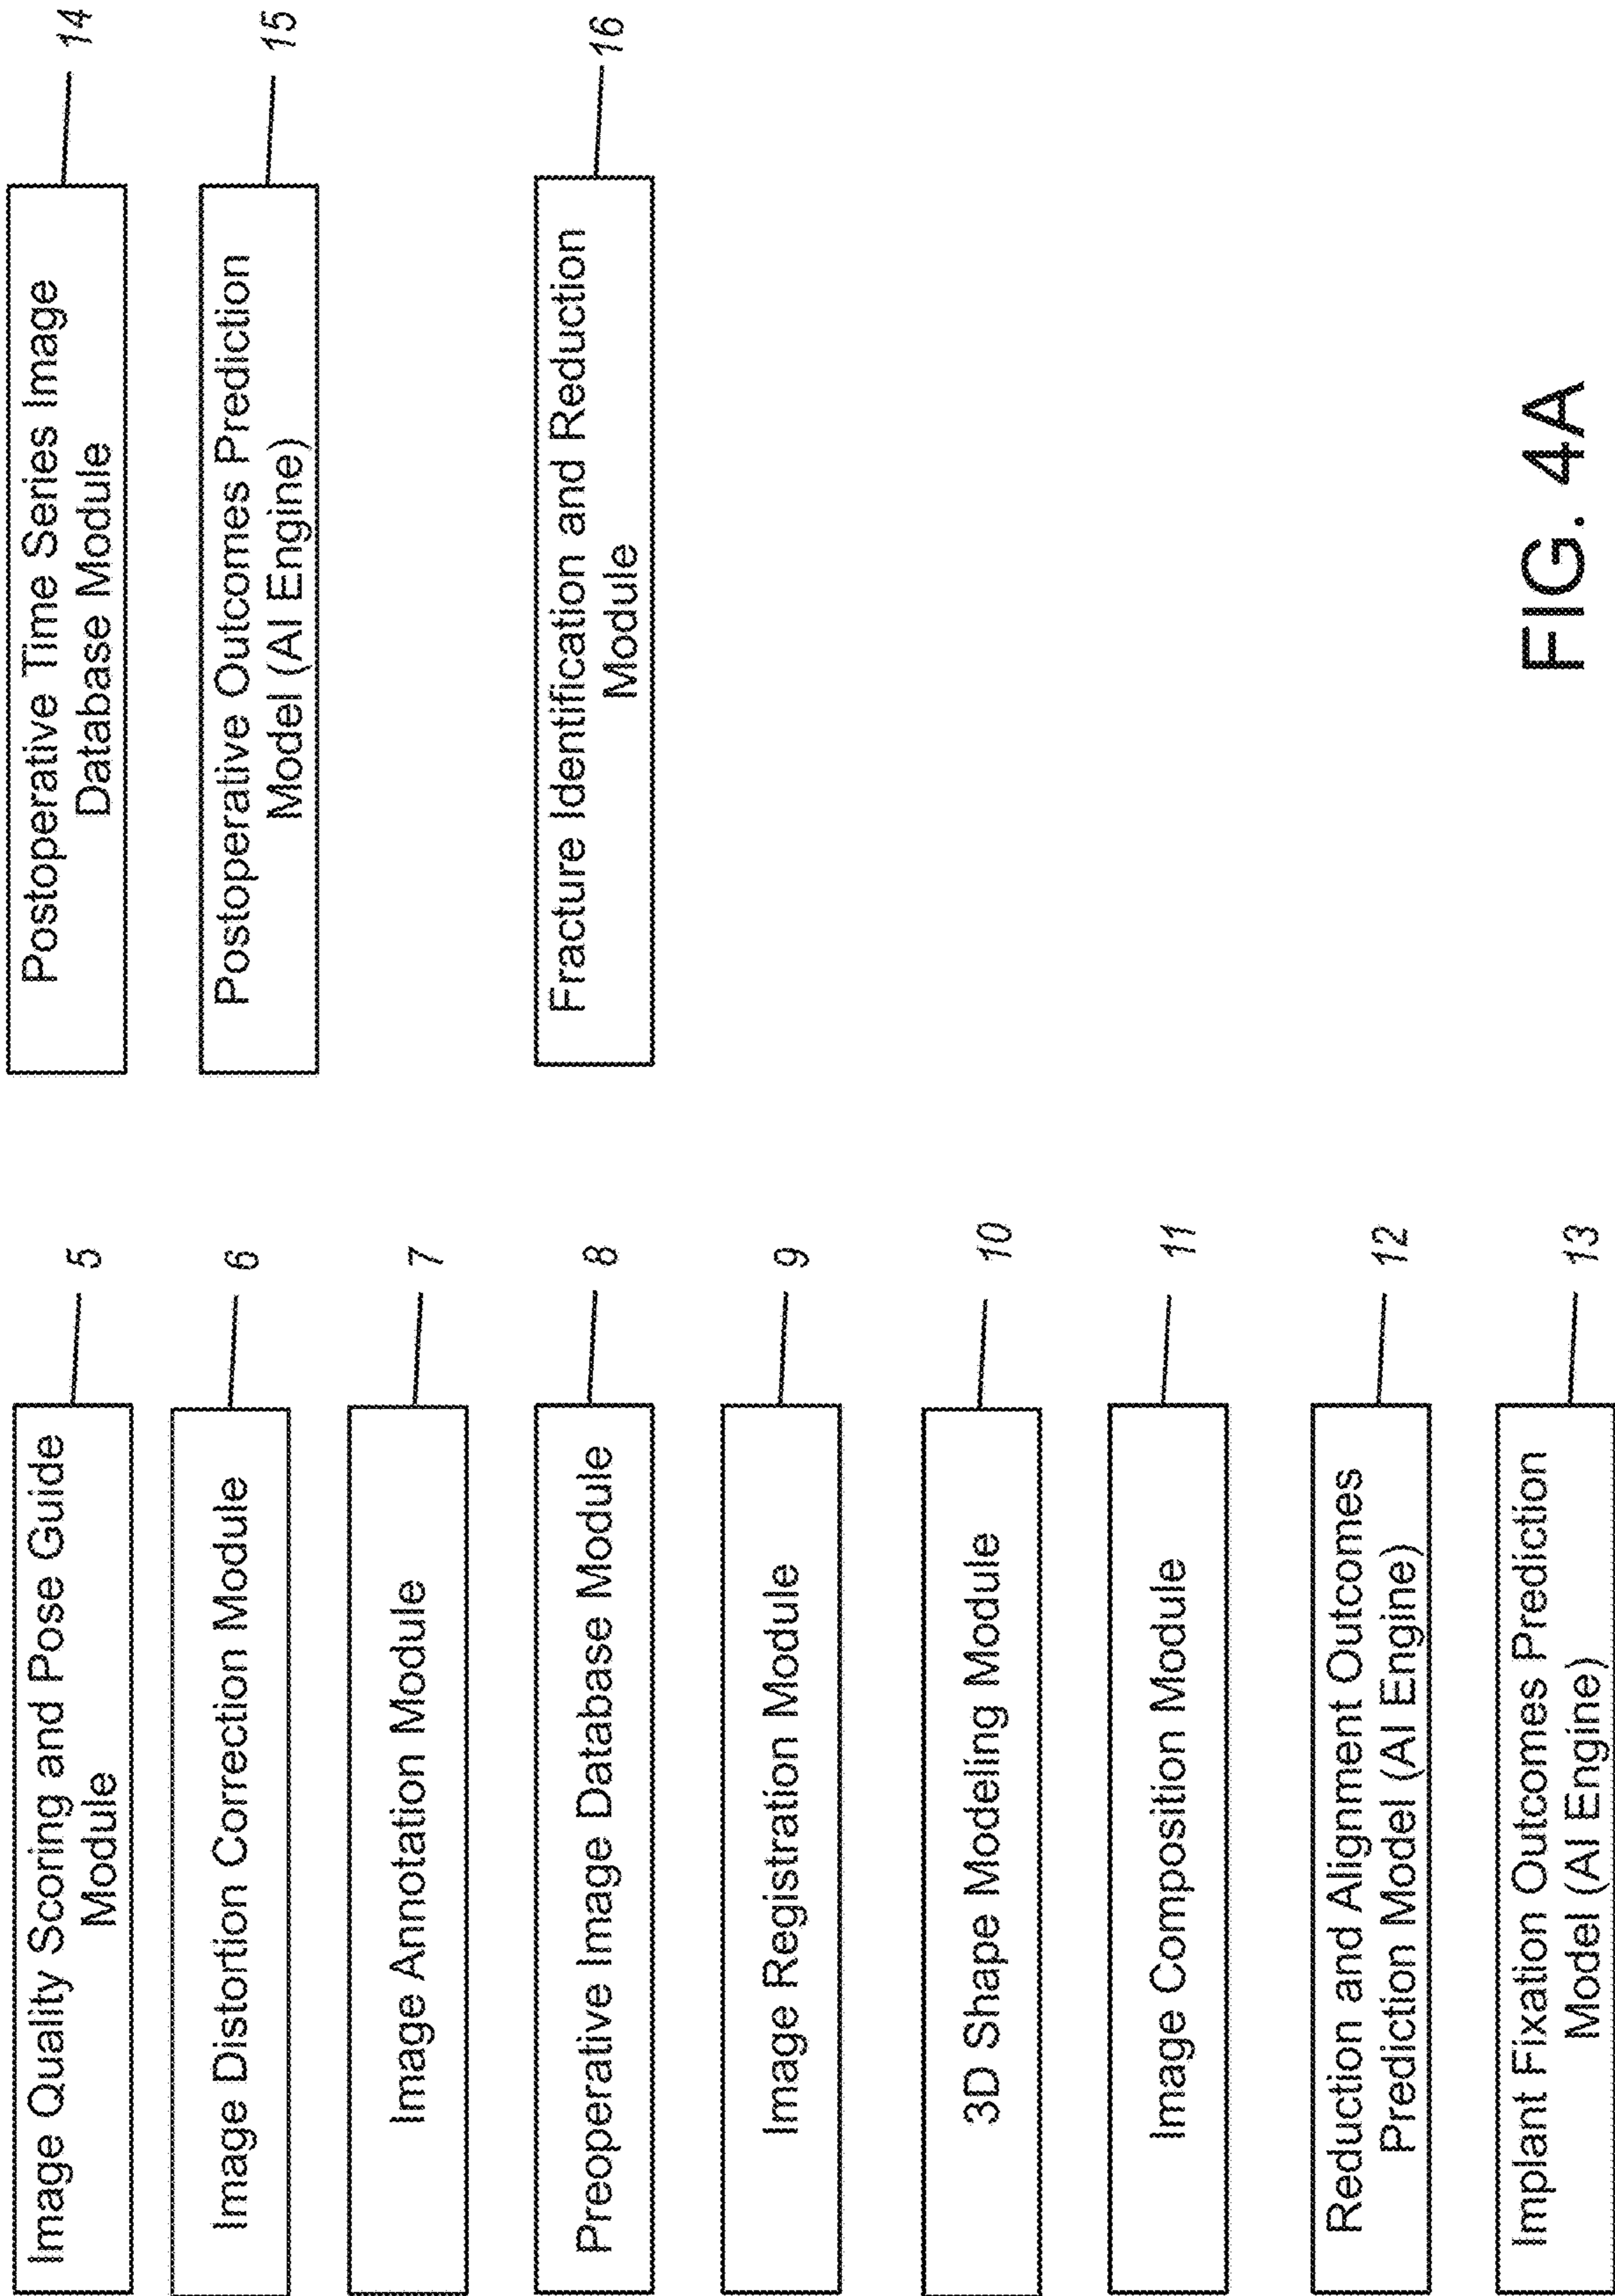 Image Quality Scoring and Pose Guide
Module
5
Image Distortion Correction Module
6
Image Annotation Module
7
Preoperative Image Database Module
8
Image Registration Module
9
3D Shape Modeling Module
10
Image Composition Module
11
Reduction and Alignment Outcomes
Prediction Model (AI Engine)
12
Implant Fixation Outcomes Prediction
Model (AI Engine)
13
Postoperative Time Series Image
Database Module
14
Postoperative Outcomes Prediction
Model (AI Engine)
15
Fracture Identification and Reduction
Module
16
FIG. 4A